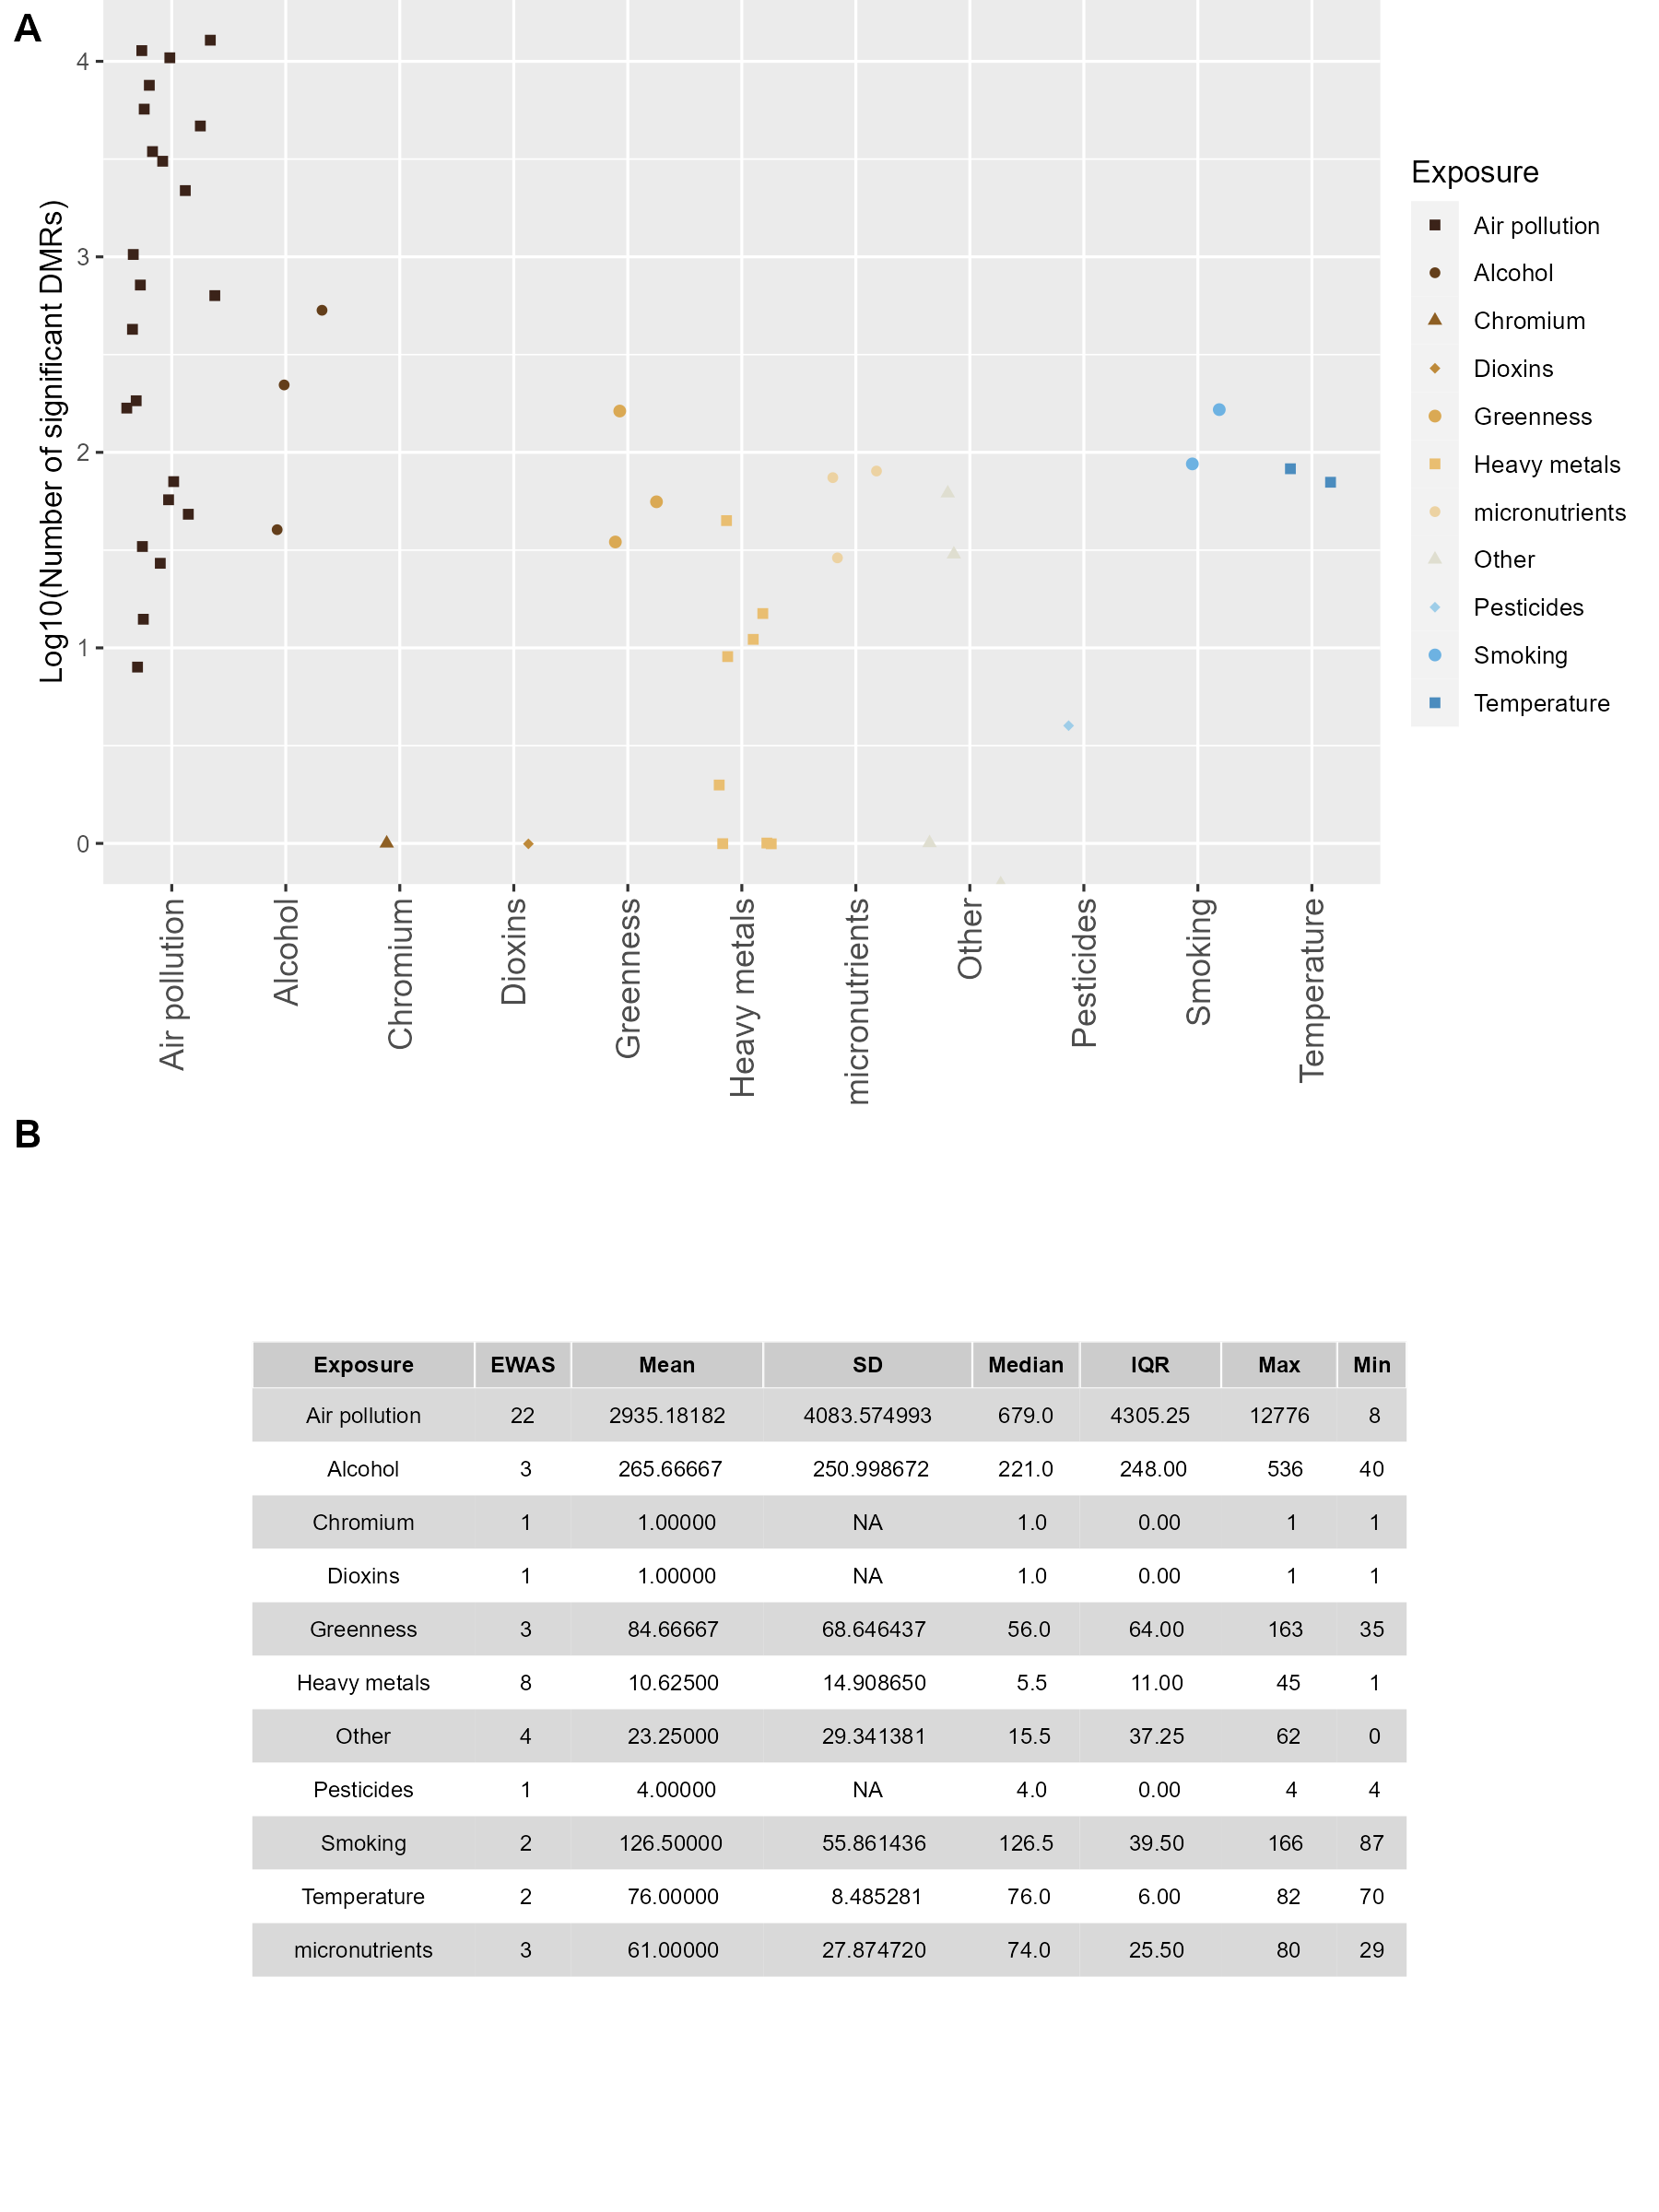 A
Log10(Number of significant DMRs)
4
3
2
1
0
Air pollution
Alcohol
Chromium
Dioxins
Greenness
Heavy metals
micronutrients
Other
Pesticides
Smoking
Temperature
Exposure
Air pollution
Alcohol
Chromium
Dioxins
Greenness
Heavy metals
micronutrients
Other
Pesticides
Smoking
Temperature
B
Exposure EWAS Mean SD Median IQR Max Min
Air pollution 22 2935.18182 4083.574993 679.0 4305.25 12776 8
Alcohol 3 265.66667 250.998672 221.0 248.00 536 40
Chromium 1 1.00000 NA 1.0 0.00 1 1
Dioxins 1 1.00000 NA 1.0 0.00 1 1
Greenness 3 84.66667 68.646437 56.0 64.00 163 35
Heavy metals 8 10.62500 14.908650 5.5 11.00 45 1
Other 4 23.25000 29.341381 15.5 37.25 62 0
Pesticides 1 4.00000 NA 4.0 0.00 4 4
Smoking 2 126.50000 55.861436 126.5 39.50 166 87
Temperature 2 76.00000 8.485281 76.0 6.00 82 70
micronutrients 3 61.00000 27.874720 74.0 25.50 80 29